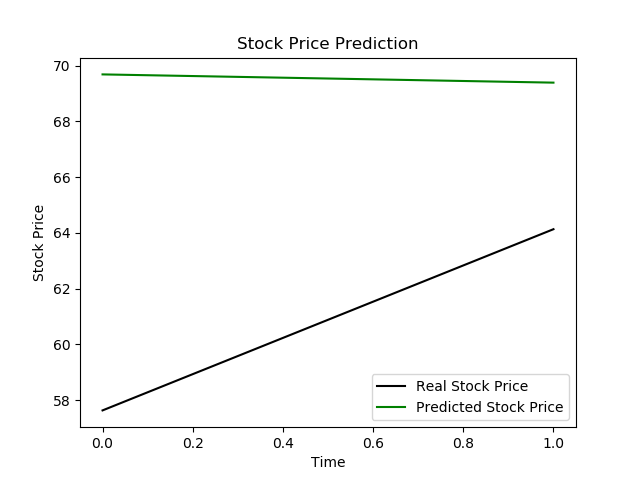 Stock Price Prediction
70
68
66
64
62
60
58
Stock Price
0.0 0.2 0.4 0.6 0.8 1.0
Time
Real Stock Price
Predicted Stock Price